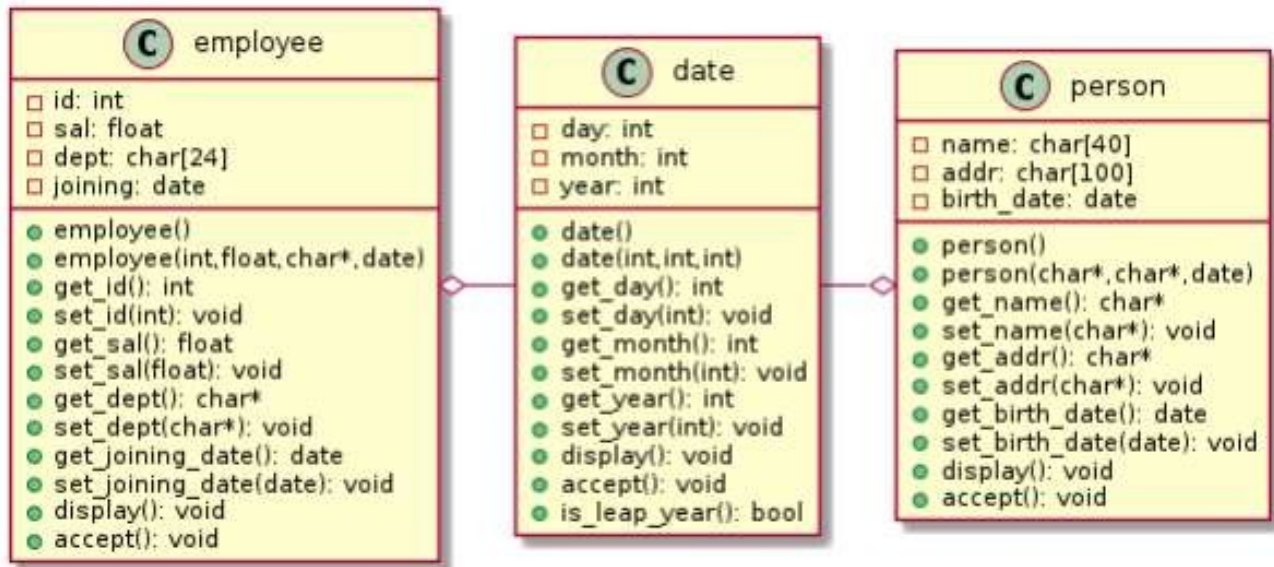 C employee
id: int
sal: float
dept: char[24]
joining: date
employee()
employee(int,float,char*,date)
get_id(): int
set_id(int): void
get_sal(): float
set_sal(float): void
get_dept(): char*
set_dept(char*): void
get_joining_date(): date
set_joining_date(date): void
display(): void
accept(): void
C date
day: int
month: int
year: int
date()
date(int,int,int)
get_day(): int
set_day(int): void
get_month(): int
set_month(int): void
get_year(): int
set_year(int): void
display(): void
accept(): void
is_leap_year(): bool
C person
name: char[40]
addr: char[100]
birth_date: date
person()
person(char*,char*,date)
get_name(): char*
set_name(char*): void
get_addr(): char*
set_addr(char*): void
get_birth_date(): date
set_birth_date(date): void
display(): void
accept(): void